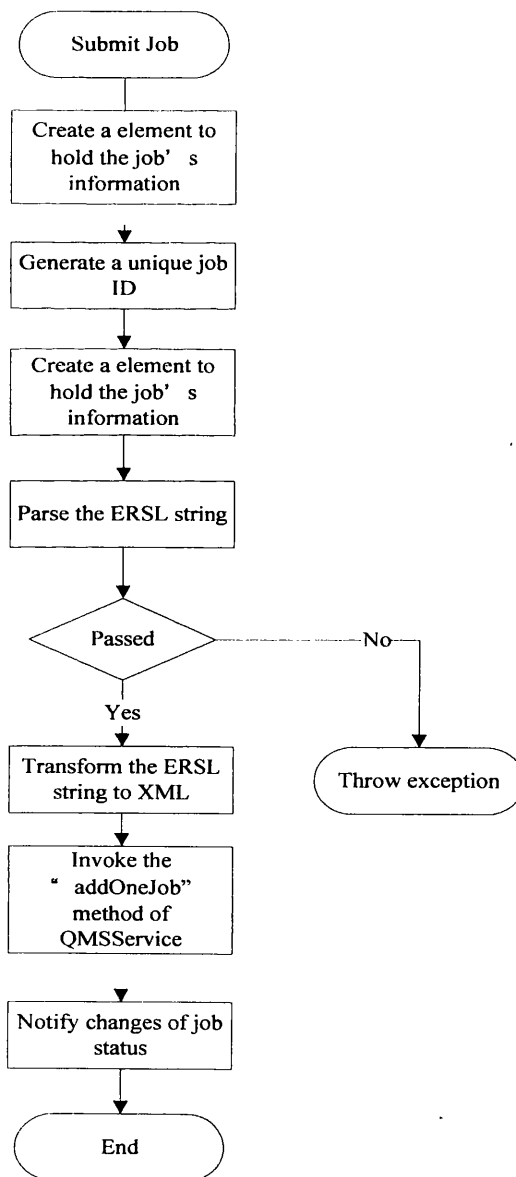 Submit Job
Create a element to
hold the job’ s
information
Generate a unique job
ID
Create a element to
hold the job’ s
information
Parse the ERSL string
Passed
No
Yes
Transform the ERSL
string to XML
Throw exception
Invoke the
“ addOneJob”
method of
QMSService
Notify changes of job
status
End